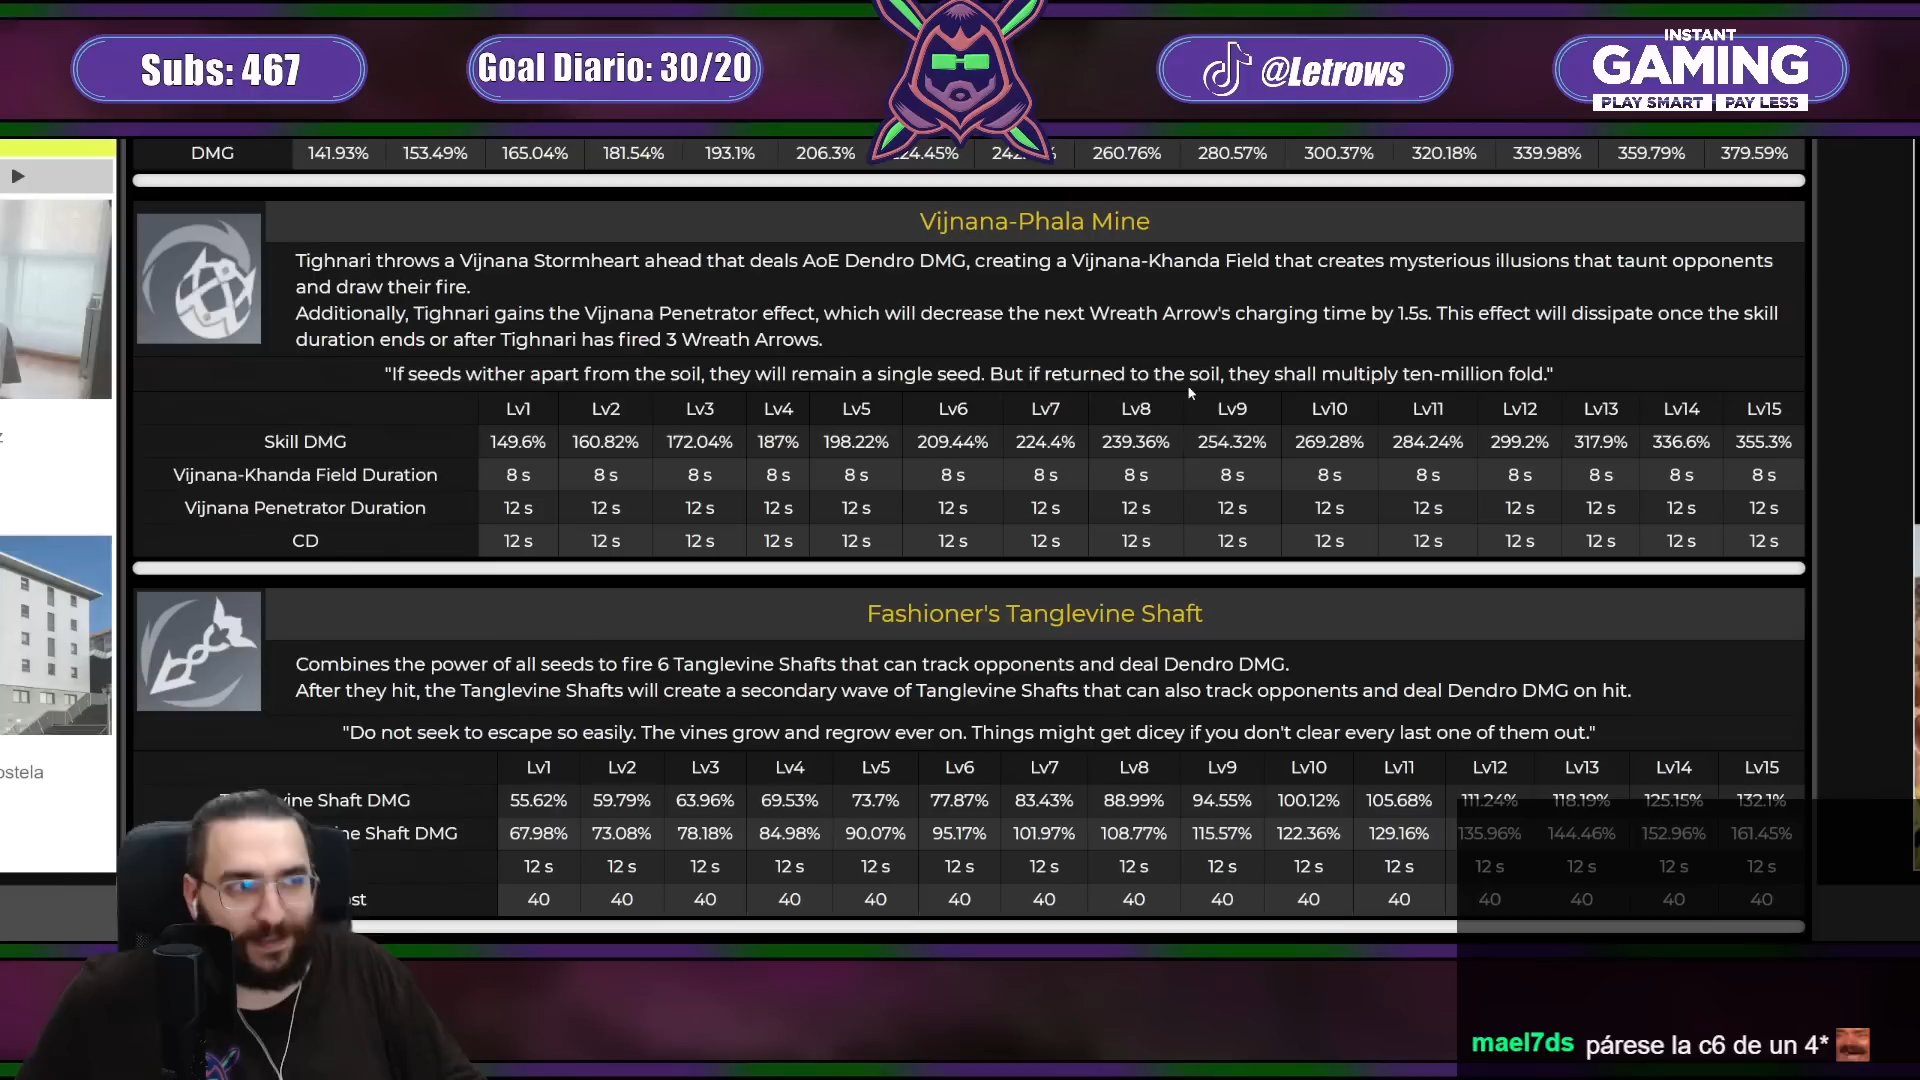 Subs: 467
Goal Diario: 30/20
@Letrows
INSTANT
GAMING
PLAY SMART PAY LESS
DMG 141.93% 153.49% 165.04% 181.54% 193.1% 206.3% 24.45% 260.76% 280.57% 300.37% 320.18% 339.98% 359.79% 379.59%
Vijnana-Phala Mine
Tighnari throws a Vijnana Stormheart ahead that deals AoE Dendro DMG, creating a Vijnana-Khanda Field that creates mysterious illusions that taunt opponents
and draw their fire.
Additionally, Tighnari gains the Vijnana Penetrator effect, which will decrease the next Wreath Arrow's charging time by 1.5s. This effect will dissipate once the skill
duration ends or after Tighnari has fired 3 Wreath Arrows.
"If seeds wither apart from the soil, they will remain a single seed. But if returned to the soil, they shall multiply ten-million fold."
Lv1 Lv2 Lv3 Lv4 Lv5 Lv6 Lv7 Lv8 Lv9 Lv10 Lv11 Lv12 Lv13 Lv14 Lv15
Skill DMG 149.6% 160.82% 172.04% 187% 198.22% 209.44% 224.4% 239.36% 254.32% 269.28% 284.24% 299.2% 317.9% 336.6% 355.3%
Vijnana-Khanda Field Duration 8 s 8 s 8 s 8 s 8 s 8 s 8 s 8 s 8 s 8 s 8 s 8 s 8 s 8 s 8 s
Vijnana Penetrator Duration 12 s 12 s 12 s 12 s 12 s 12 s 12 s 12 s 12 s 12 s 12 s 12 s 12 s 12 s 12 s
CD 12 s 12 s 12 s 12 s 12 s 12 s 12 s 12 s 12 s 12 s 12 s 12 s 12 s 12 s 12 s
Fashioner's Tanglevine Shaft
Combines the power of all seeds to fire 6 Tanglevine Shafts that can track opponents and deal Dendro DMG.
After they hit, the Tanglevine Shafts will create a secondary wave of Tanglevine Shafts that can also track opponents and deal Dendro DMG on hit.
"Do not seek to escape so easily. The vines grow and regrow ever on. Things might get dicey if you don't clear every last one of them out."
Lv1 Lv2 Lv3 Lv4 Lv5 Lv6 Lv7 Lv8 Lv9 Lv10 Lv11 Lv12 Lv13 Lv14 Lv15
vine Shaft DMG 55.62% 59.79% 63.96% 69.53% 73.7% 77.87% 83.43% 88.99% 94.55% 100.12% 105.68% 111.24% 118.19% 125.15% 132.1%
ne Shaft DMG 67.98% 73.08% 78.18% 84.98% 90.07% 95.17% 101.97% 108.77% 115.57% 122.36% 129.16% 135.96% 144.46% 152.96% 161.45%
12 s 12 s 12 s 12 s 12 s 12 s 12 s 12 s 12 s 12 s 12 s 12 s 12 s 12 s 12 s
ost 40 40 40 40 40 40 40 40 40 40 40 40 40 40 40
ostela
mael7ds párese la c6 de un 4*